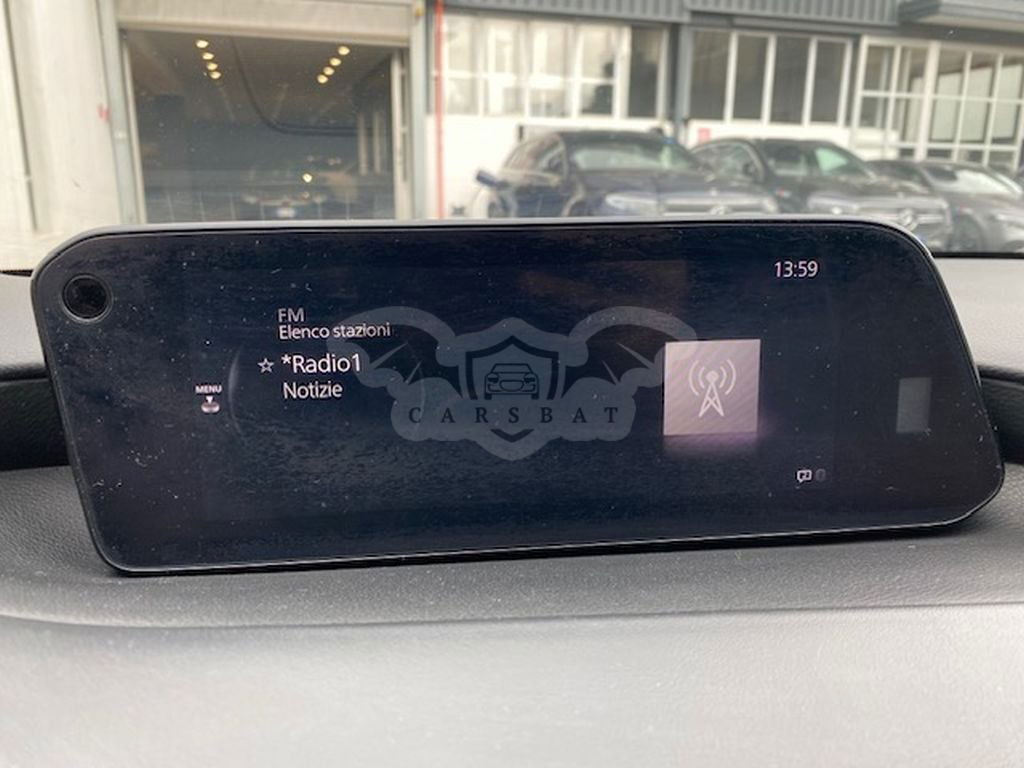 13:59
FM
Elenco stazioni
☆ *Radio1
Notizie
MENU
CARSBAT